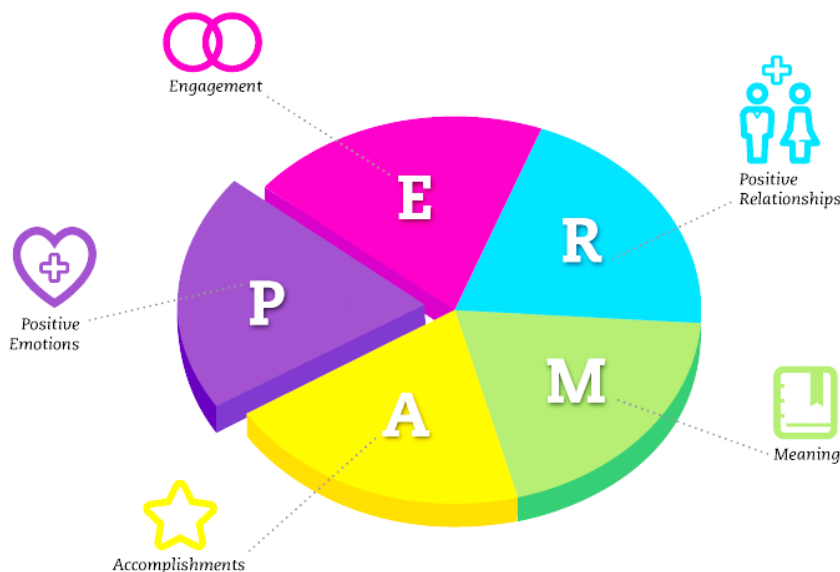 Engagement
E
Positive
Relationships
R
P
Positive
Emotions
M
A
Meaning
Accomplishments